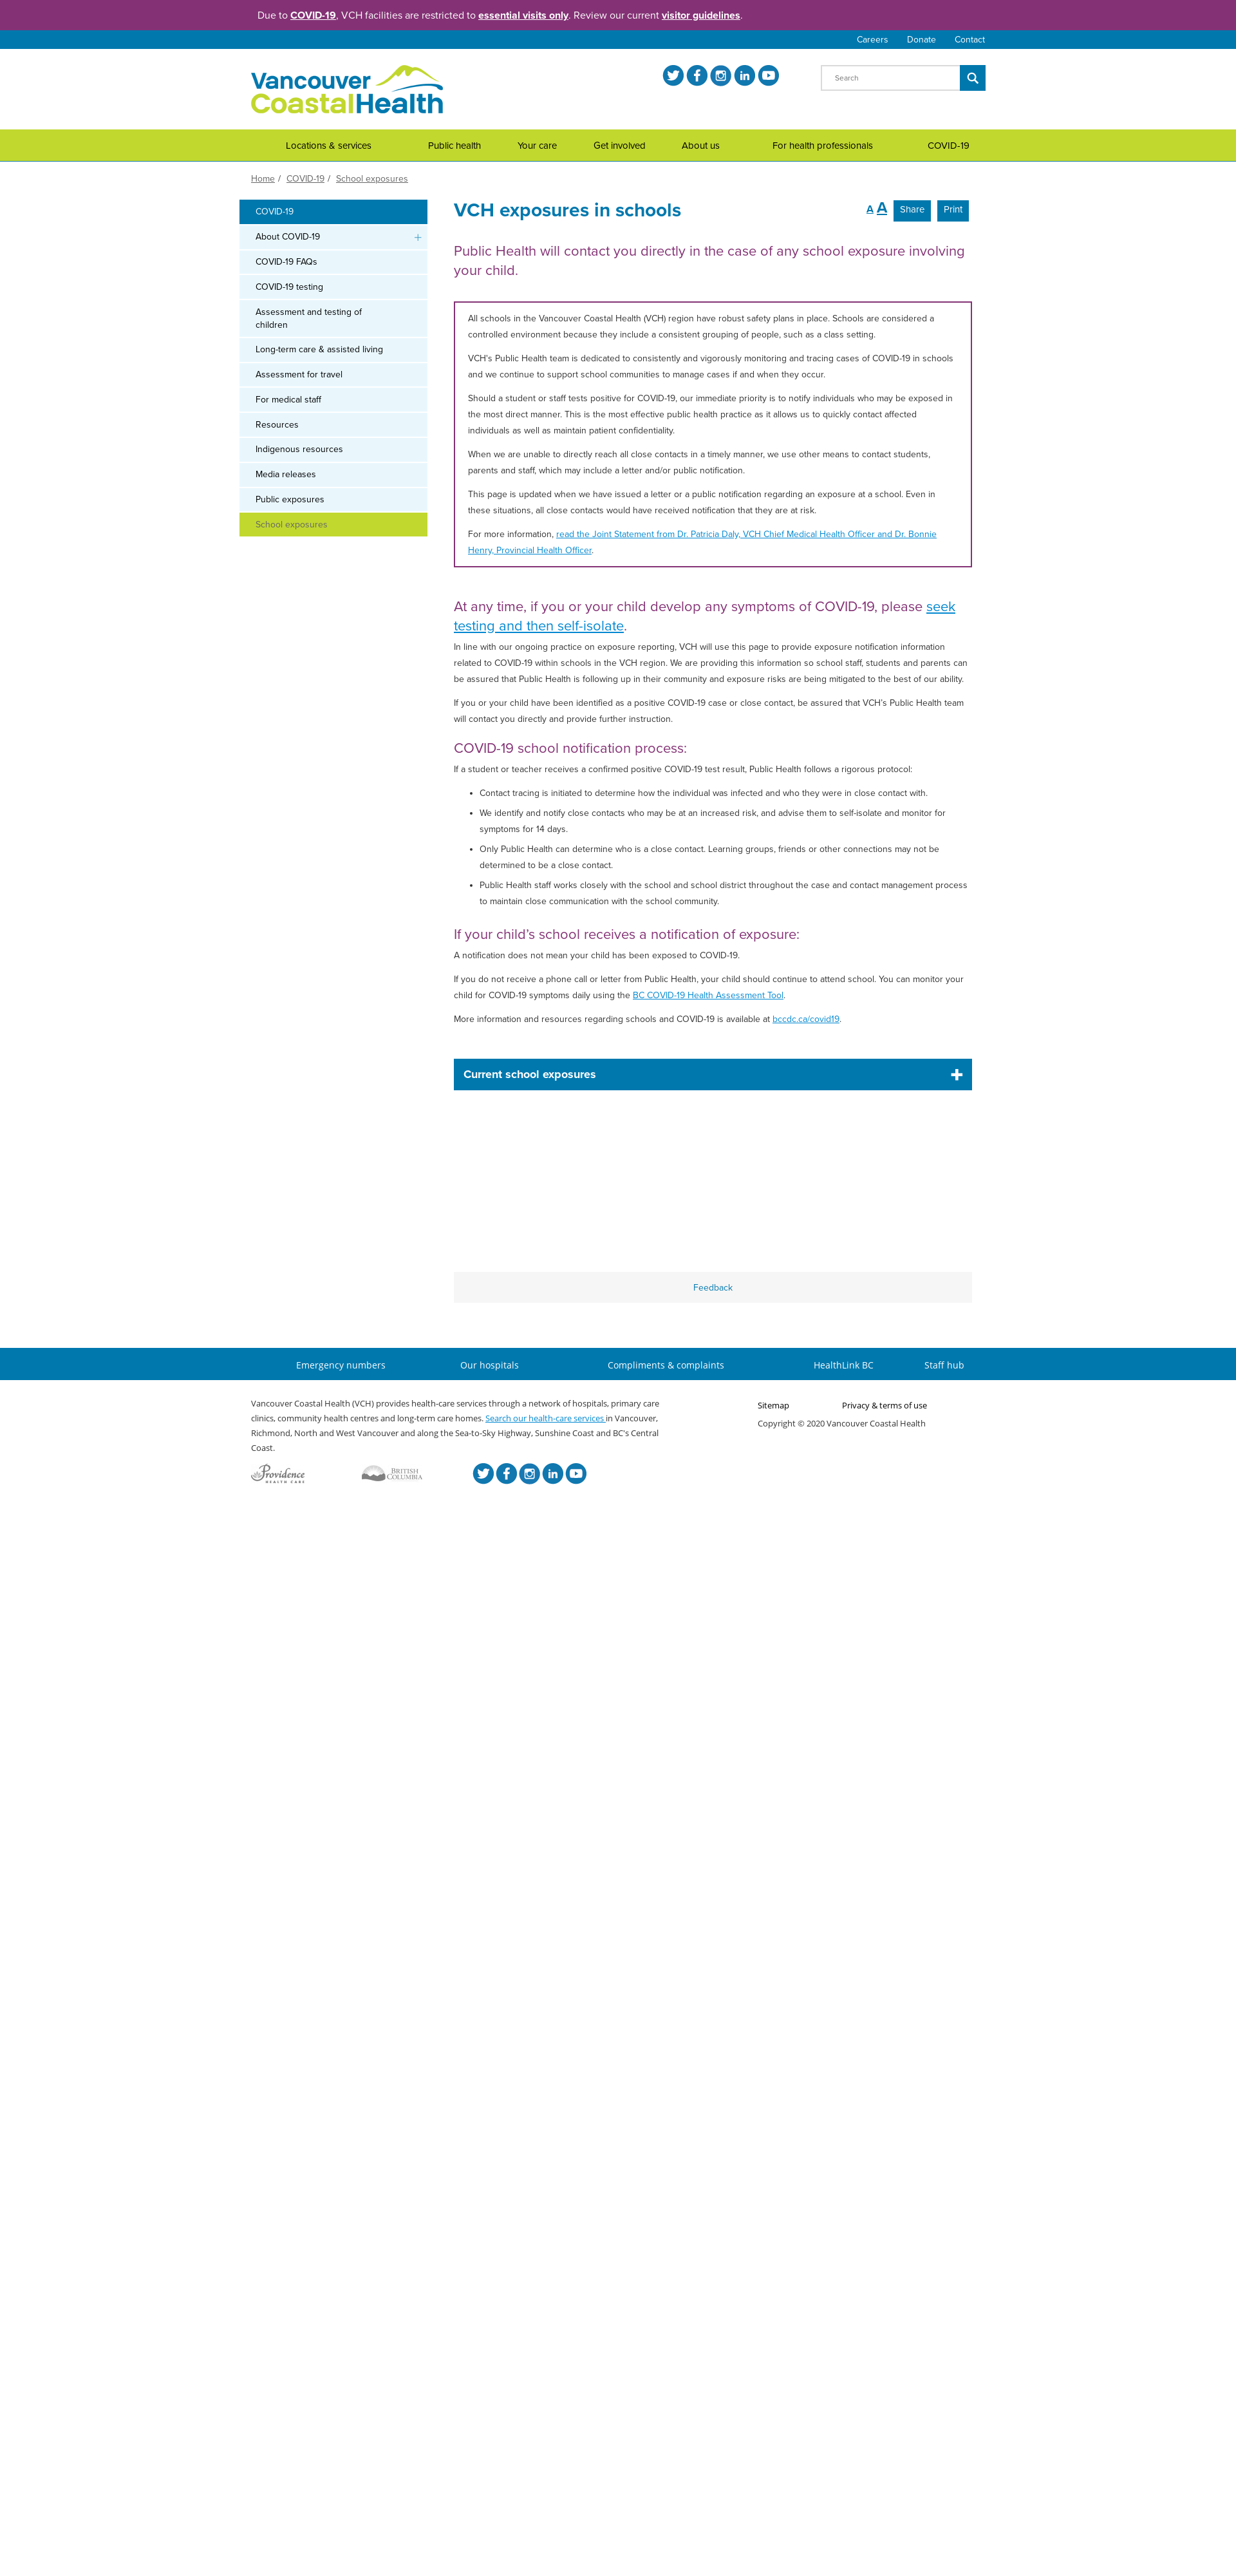 Due to COVID-19, VCH facilities are restricted to essential visits only. Review our current visitor guidelines.
Careers Donate Contact
Vancouver
CoastalHealth
Search
Locations & services Public health Your care Get involved About us For health professionals COVID-19
Home / COVID-19 / School exposures
COVID-19
About COVID-19
COVID-19 FAQs
COVID-19 testing
Assessment and testing of
children
Long-term care & assisted living
Assessment for travel
For medical staff
Resources
Indigenous resources
Media releases
Public exposures
School exposures
VCH exposures in schools
A A Share Print
Public Health will contact you directly in the case of any school exposure involving
your child.
All schools in the Vancouver Coastal Health (VCH) region have robust safety plans in place. Schools are considered a
controlled environment because they include a consistent grouping of people, such as a class setting.
VCH's Public Health team is dedicated to consistently and vigorously monitoring and tracing cases of COVID-19 in schools
and we continue to support school communities to manage cases if and when they occur.
Should a student or staff tests positive for COVID-19, our immediate priority is to notify individuals who may be exposed in
the most direct manner. This is the most effective public health practice as it allows us to quickly contact affected
individuals as well as maintain patient confidentiality.
When we are unable to directly reach all close contacts in a timely manner, we use other means to contact students,
parents and staff, which may include a letter and/or public notification.
This page is updated when we have issued a letter or a public notification regarding an exposure at a school. Even in
these situations, all close contacts would have received notification that they are at risk.
For more information, read the Joint Statement from Dr. Patricia Daly, VCH Chief Medical Health Officer and Dr. Bonnie
Henry, Provincial Health Officer.
At any time, if you or your child develop any symptoms of COVID-19, please seek
testing and then self-isolate.
In line with our ongoing practice on exposure reporting, VCH will use this page to provide exposure notification information
related to COVID-19 within schools in the VCH region. We are providing this information so school staff, students and parents can
be assured that Public Health is following up in their community and exposure risks are being mitigated to the best of our ability.
If you or your child have been identified as a positive COVID-19 case or close contact, be assured that VCH's Public Health team
will contact you directly and provide further instruction.
COVID-19 school notification process:
If a student or teacher receives a confirmed positive COVID-19 test result, Public Health follows a rigorous protocol:
• Contact tracing is initiated to determine how the individual was infected and who they were in close contact with.
• We identify and notify close contacts who may be at an increased risk, and advise them to self-isolate and monitor for
symptoms for 14 days.
• Only Public Health can determine who is a close contact. Learning groups, friends or other connections may not be
determined to be a close contact.
• Public Health staff works closely with the school and school district throughout the case and contact management process
to maintain close communication with the school community.
If your child's school receives a notification of exposure:
A notification does not mean your child has been exposed to COVID-19.
If you do not receive a phone call or letter from Public Health, your child should continue to attend school. You can monitor your
child for COVID-19 symptoms daily using the BC COVID-19 Health Assessment Tool.
More information and resources regarding schools and COVID-19 is available at bccdc.ca/covid19.
Current school exposures
Feedback
Emergency numbers Our hospitals Compliments & complaints HealthLink BC Staff hub
Vancouver Coastal Health (VCH) provides health-care services through a network of hospitals, primary care
clinics, community health centres and long-term care homes. Search our health-care services in Vancouver,
Richmond, North and West Vancouver and along the Sea-to-Sky Highway, Sunshine Coast and BC's Central
Coast.
Sitemap Privacy & terms of use
Copyright © 2020 Vancouver Coastal Health
Providence
HEALTH CARE
BRITISH
COLUMBIA